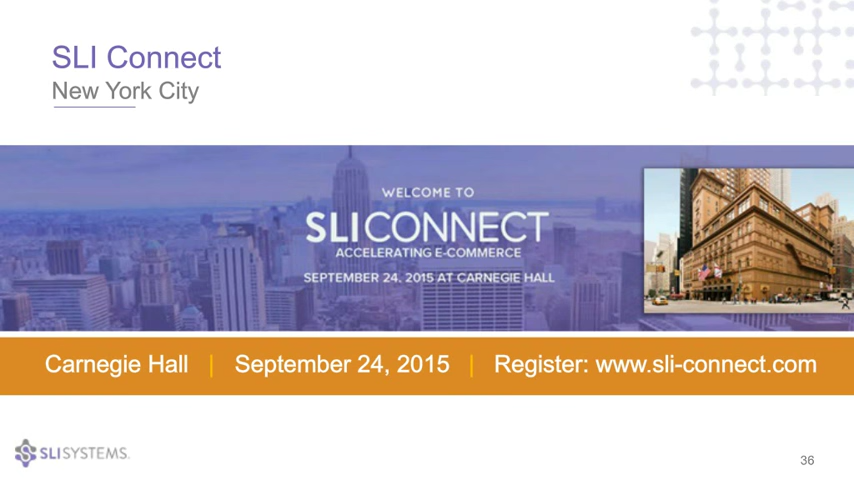 SLI Connect
New York City
WELCOME TO
SLICONNECT
ACCELERATING E-COMMERCE
SEPTEMBER 24, 2015 AT CARNEGIE HALL
Carnegie Hall | September 24, 2015 | Register: www.sli-connect.com
SLISYSTEMS.
36